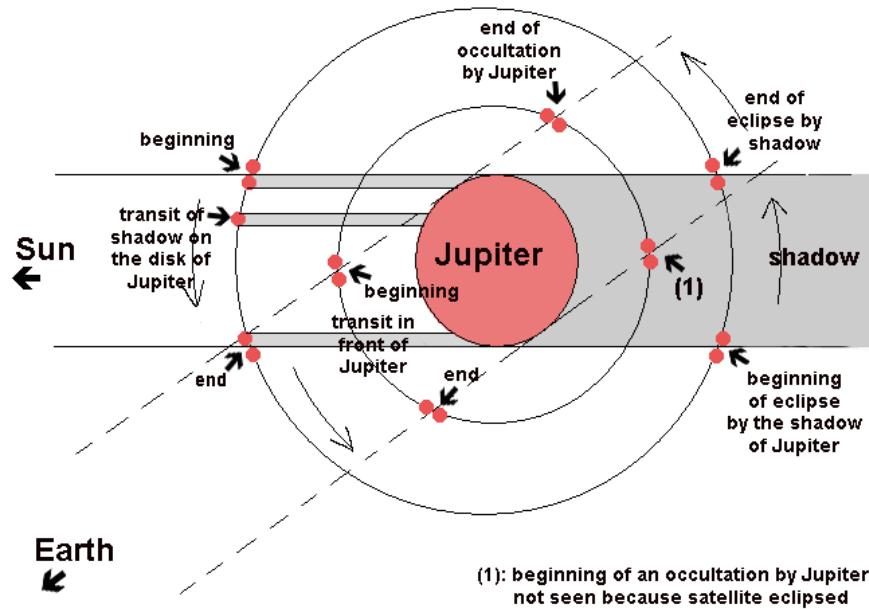 end of
occultation
by Jupiter
beginning
end of
eclipse by
shadow
transit of
shadow on
the disk of
Jupiter
Sun
Jupiter
shadow
beginning
(1)
transit in
front of
Jupiter
end
end
beginning
of eclipse
by the shadow
of Jupiter
Earth
(1): beginning of an occultation by Jupiter
not seen because satellite eclipsed